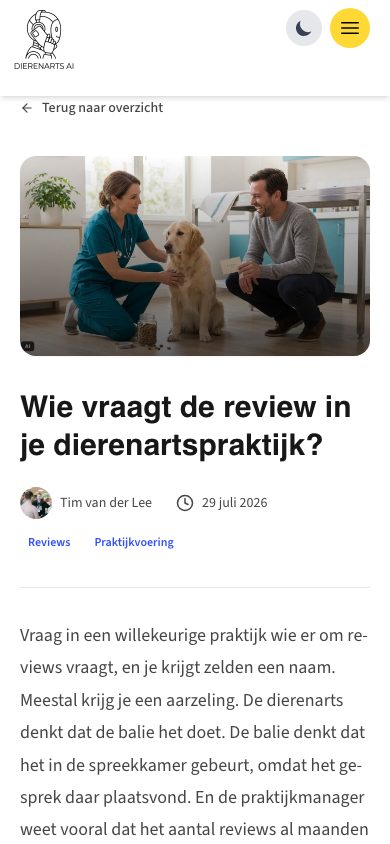 DIERENARTS AI
Terug naar overzicht
AI
Wie vraagt de review in
je dierenartspraktijk?
Tim van der Lee
29 juli 2026
Reviews
Praktijkvoering
Vraag in een willekeurige praktijk wie er om re-
views vraagt, en je krijgt zelden een naam.
Meestal krijg je een aarzeling. De dierenarts
denkt dat de balie het doet. De balie denkt dat
het in de spreekkamer gebeurt, omdat het ge-
sprek daar plaatsvond. En de praktijkmanager
weet vooral dat het aantal reviews al maanden